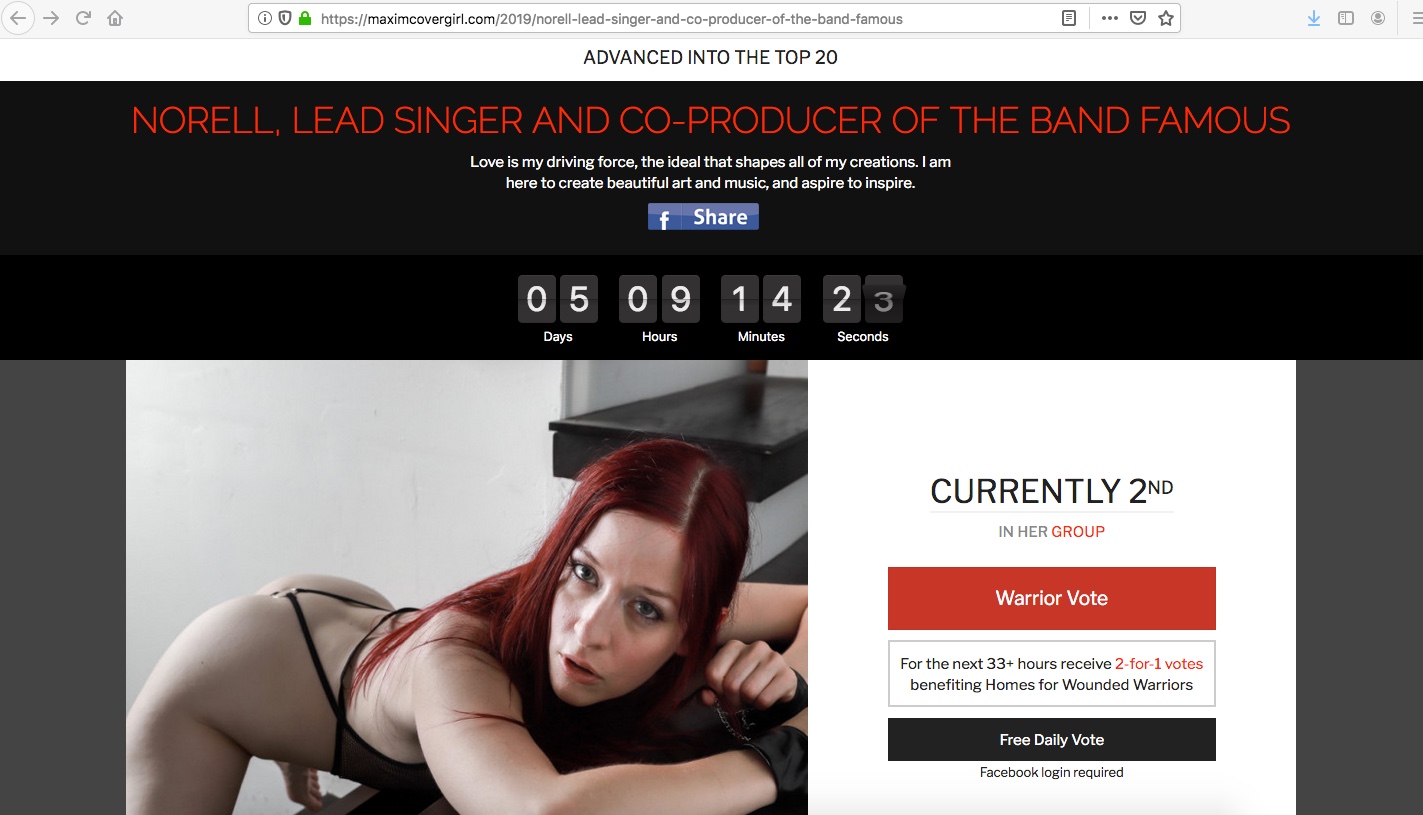 https://maximcovergirl.com/2019/norell-lead-singer-and-co-producer-of-the-band-famous
ADVANCED INTO THE TOP 20
NORELL, LEAD SINGER AND CO-PRODUCER OF THE BAND FAMOUS
Love is my driving force, the ideal that shapes all of my creations. I am
here to create beautiful art and music, and aspire to inspire.
f Share
05 09 14 23
Days Hours Minutes Seconds
CURRENTLY 2ND
IN HER GROUP
Warrior Vote
For the next 33+ hours receive 2-for-1 votes
benefiting Homes for Wounded Warriors
Free Daily Vote
Facebook login required